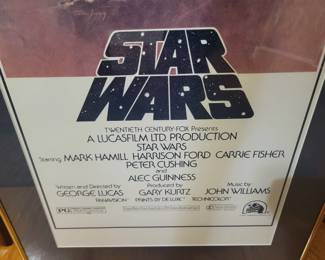 STAR
WARS
TWENTIETH CENTURY-FOX Presents
A LUCASFILM LTD. PRODUCTION
STAR WARS
Starring MARK HAMILL HARRISON FORD CARRIE FISHER
PETER CUSHING
and
ALEC GUINNESS
Written and Directed by Produced by Music by
GEORGE LUCAS GARY KURTZ JOHN WILLIAMS
PANAVISION PRINTS BY DE LUXE TECHNICOLOR
PG